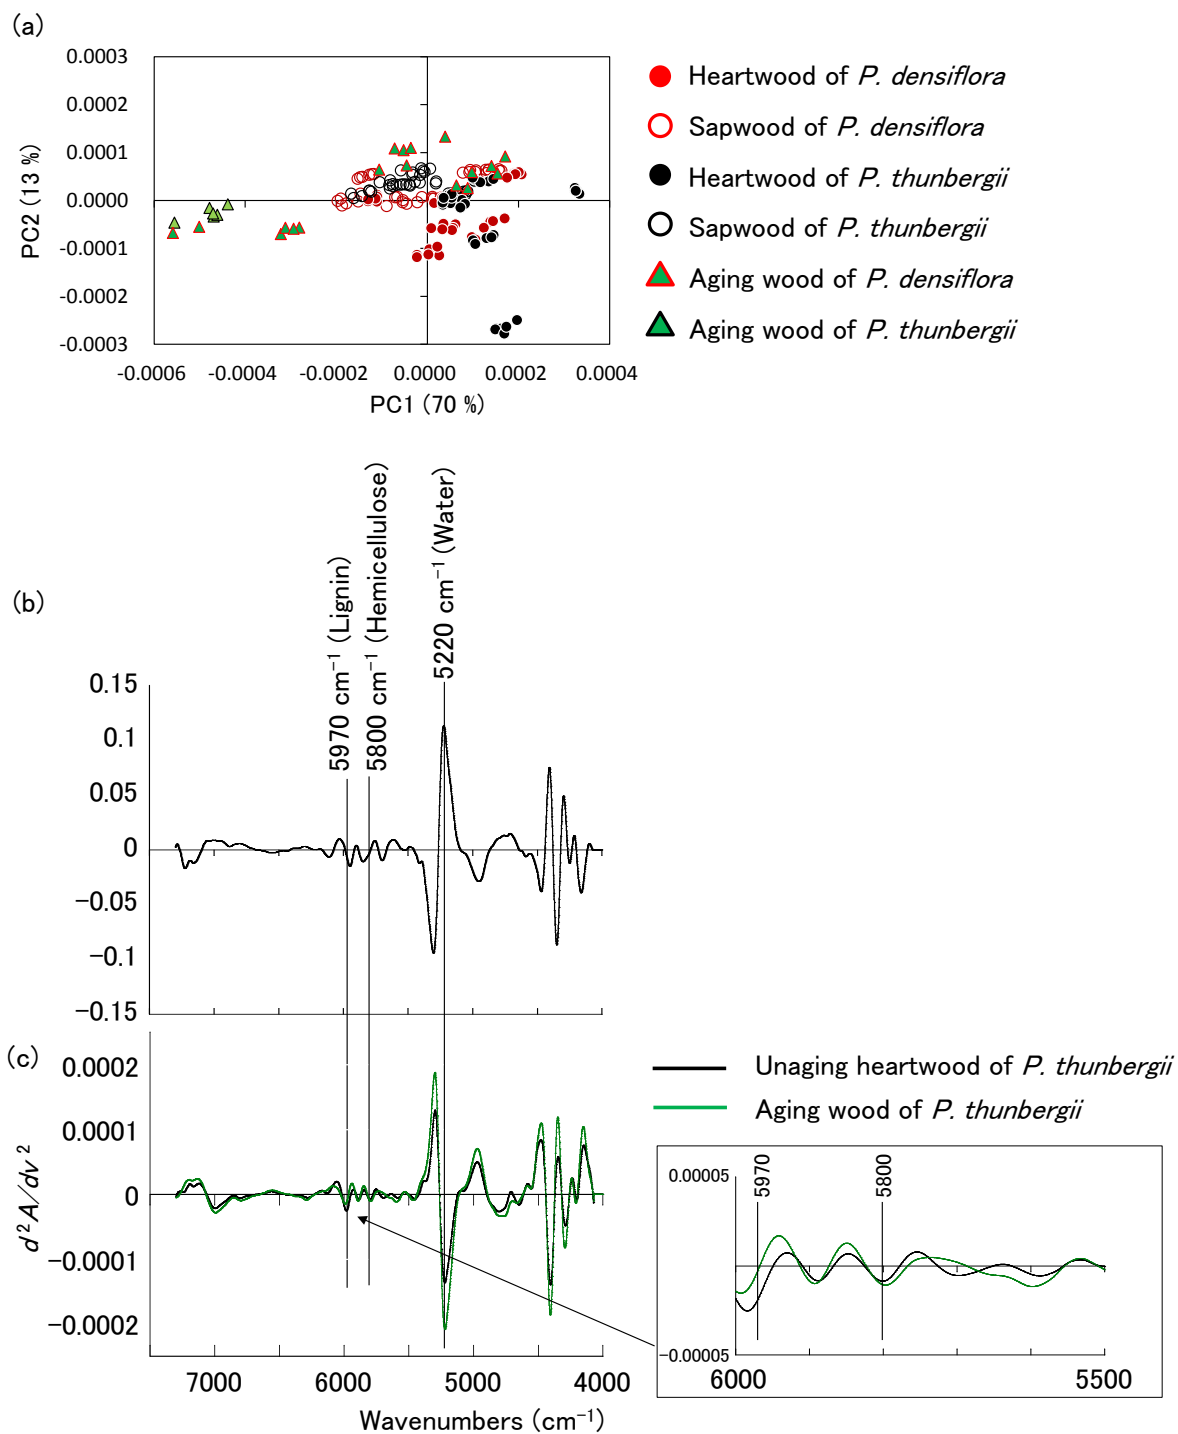 (a)
0.0003
0.0002
0.0001
0.0000
-0.0001
-0.0002
-0.0003
PC2 (13 %)
-0.0006 -0.0004 -0.0002 0.0000 0.0002 0.0004
PC1 (70 %)
Heartwood of P. densiflora
Sapwood of P. densiflora
Heartwood of P. thunbergii
Sapwood of P. thunbergii
Aging wood of P. densiflora
Aging wood of P. thunbergii
(b)
5970 cm⁻¹ (Lignin)
5800 cm⁻¹ (Hemicellulose)
5220 cm⁻¹ (Water)
0.15
0.1
0.05
0
−0.05
−0.1
−0.15
(c)
0.0002
0.0001
0
−0.0001
−0.0002
d²A/dv²
7000 6000 5000 4000
Wavenumbers (cm⁻¹)
Unaging heartwood of P. thunbergii
Aging wood of P. thunbergii
0.00005
−0.00005
5970
5800
6000 5500